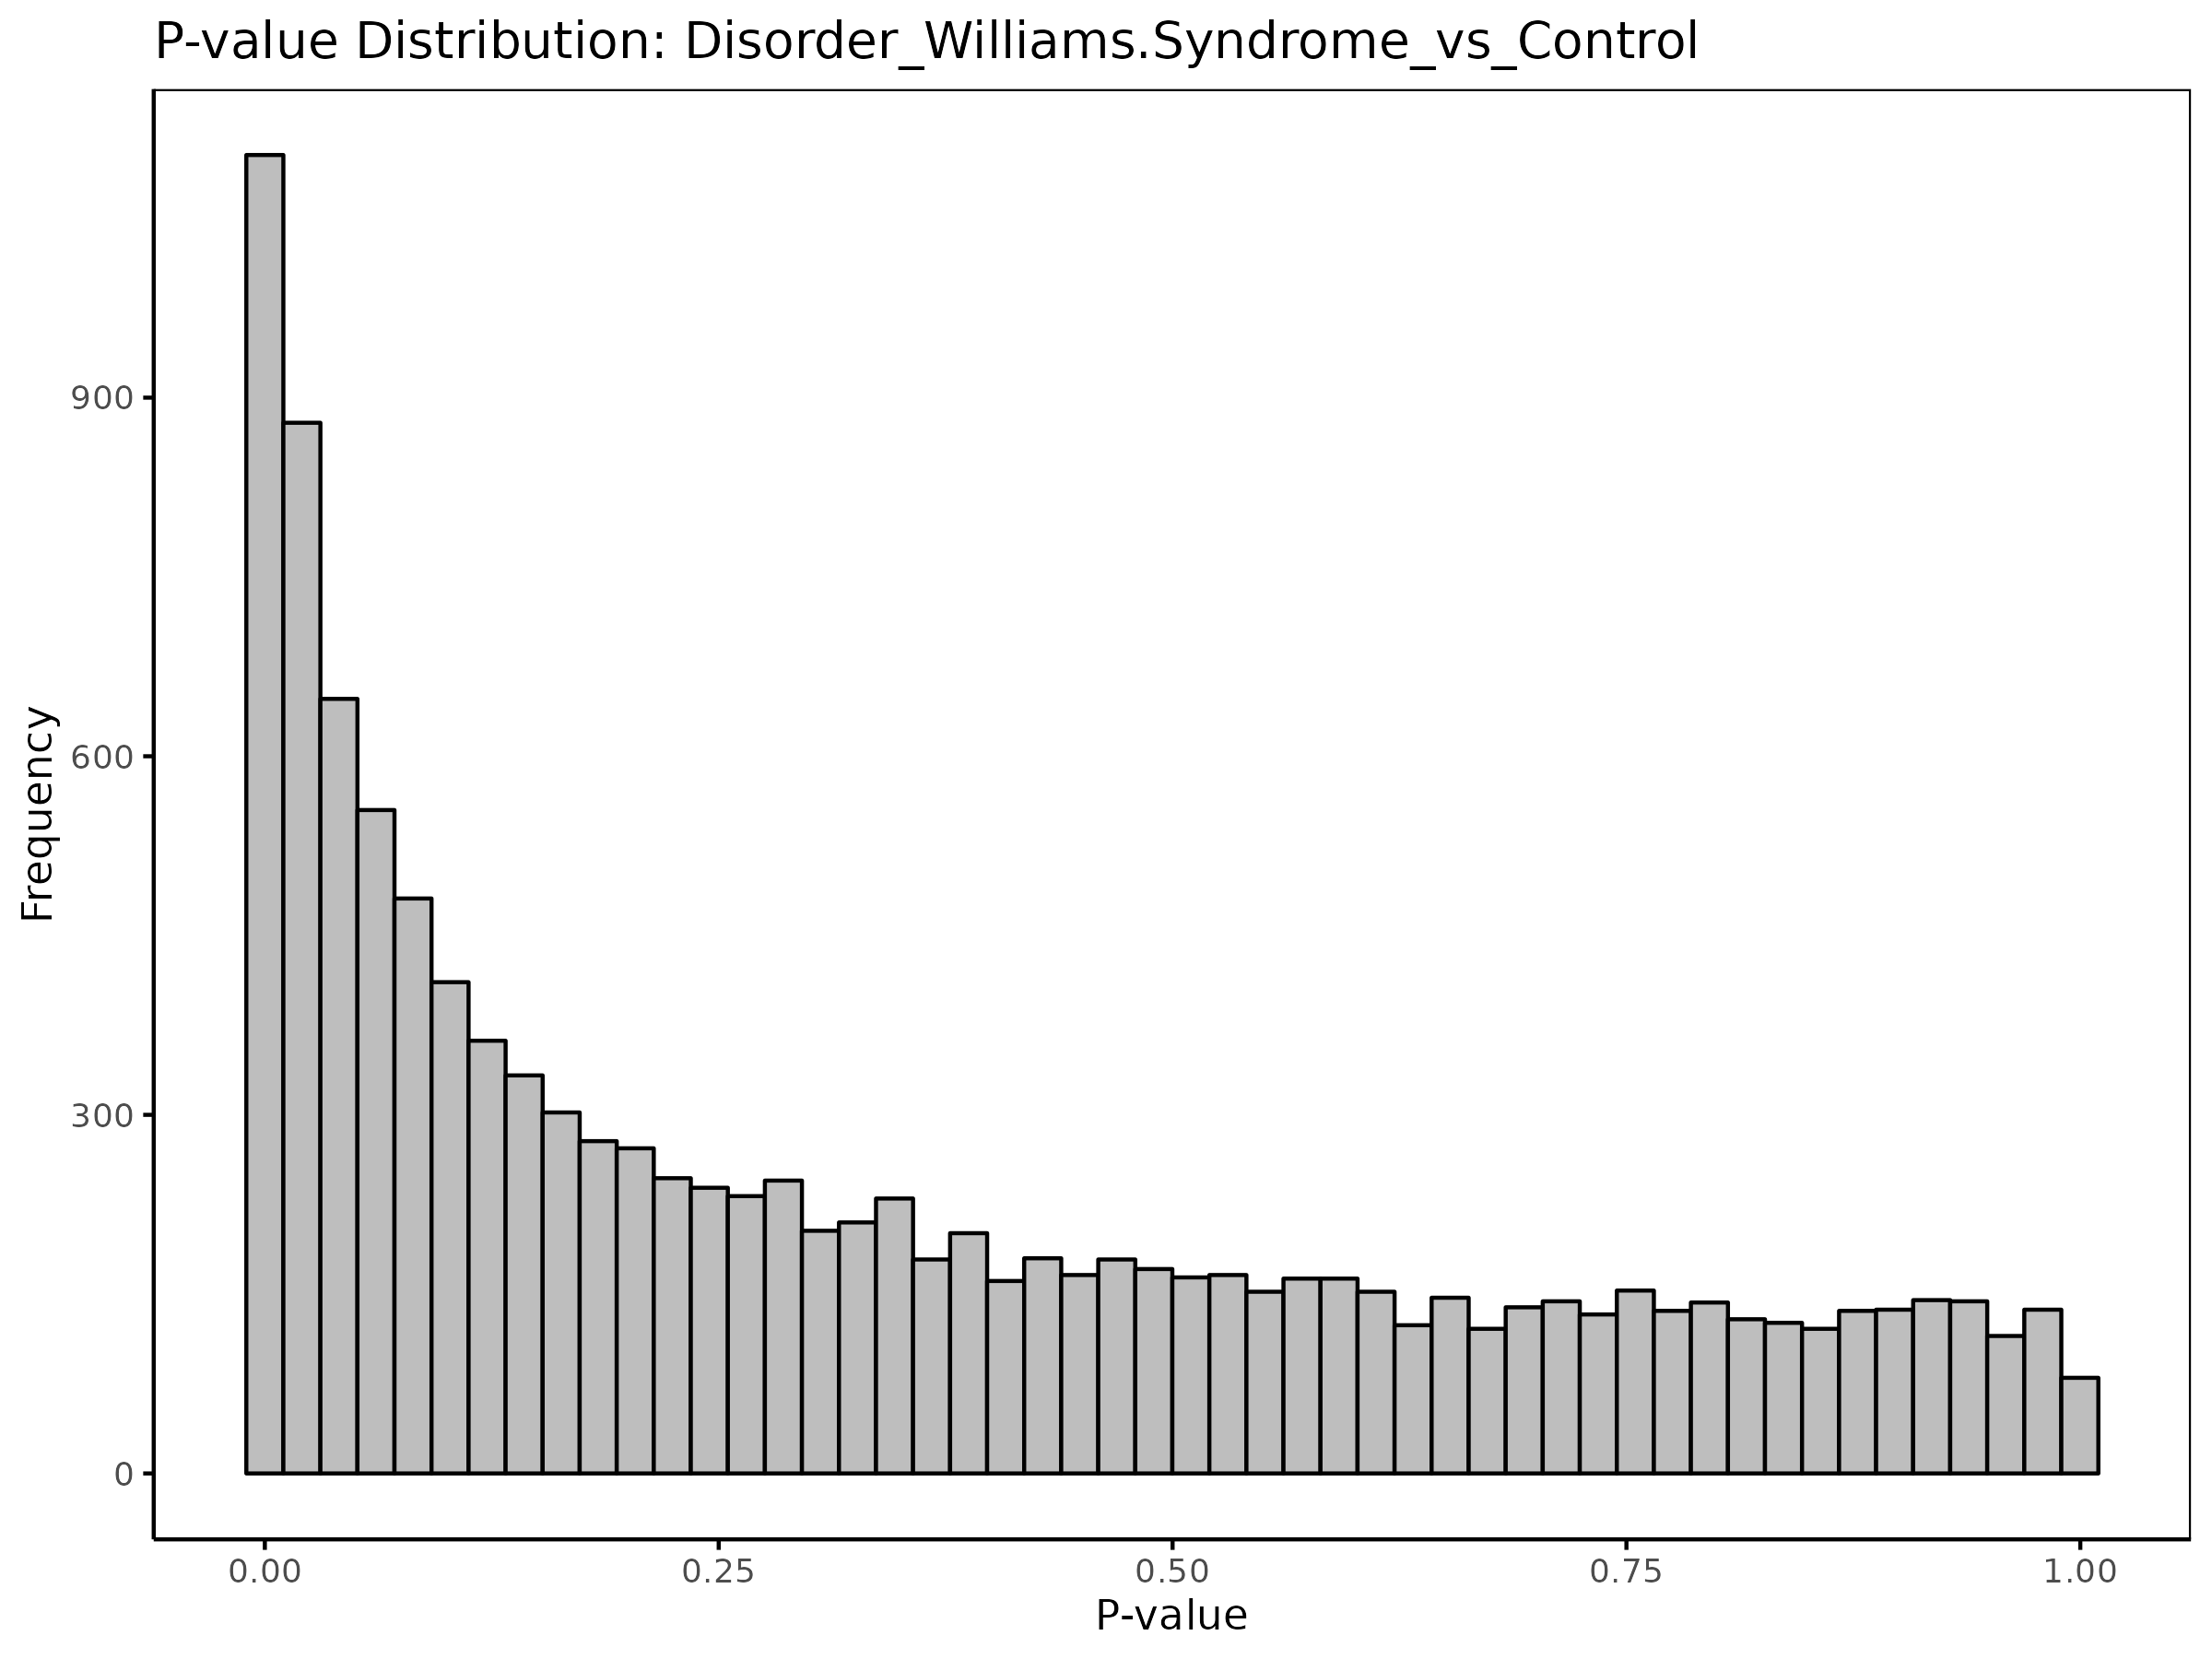 P-value Distribution: Disorder_Williams.Syndrome_vs_Control
Frequency
900
600
300
0
0.00 0.25 0.50 0.75 1.00
P-value